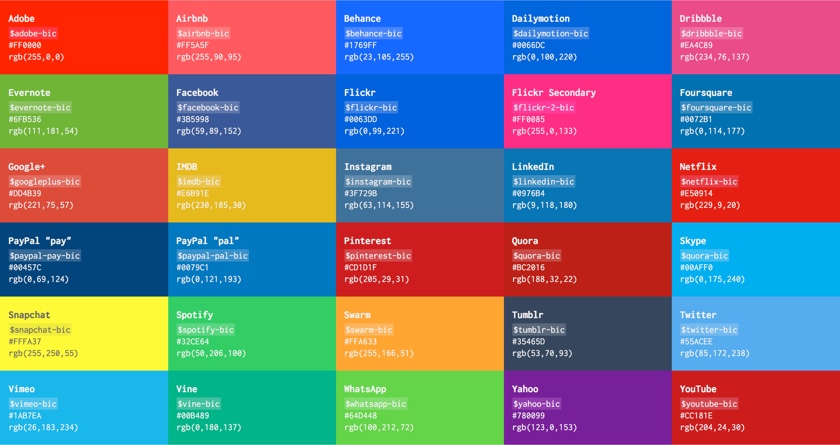 Adobe
$adobe-bic
#FF0000
rgb(255,0,0)
Airbnb
$airbnb-bic
#FF5A5F
rgb(255,90,95)
Behance
$behance-bic
#1769FF
rgb(23,105,255)
Dailymotion
$dailymotion-bic
#0066DC
rgb(0,100,220)
Dribbble
$dribbble-bic
#EA4C89
rgb(234,76,137)
Evernote
$evernote-bic
#6FB536
rgb(111,181,54)
Facebook
$facebook-bic
#3B5998
rgb(59,89,152)
Flickr
$flickr-bic
#0063DD
rgb(0,99,221)
Flickr Secondary
$flickr-2-bic
#FF0085
rgb(255,0,133)
Foursquare
$foursquare-bic
#0072B1
rgb(0,114,177)
Google+
$googleplus-bic
#DD4B39
rgb(221,75,57)
IMDB
$imdb-bic
#E6B91E
rgb(230,185,30)
Instagram
$instagram-bic
#3F729B
rgb(63,114,155)
LinkedIn
$linkedin-bic
#0976B4
rgb(9,118,180)
Netflix
$netflix-bic
#E50914
rgb(229,9,20)
PayPal "pay"
$paypal-pay-bic
#00457C
rgb(0,69,124)
PayPal "pal"
$paypal-pal-bic
#0079C1
rgb(0,121,193)
Pinterest
$pinterest-bic
#CD1D1F
rgb(205,29,31)
Quora
$quora-bic
#BC2016
rgb(188,32,22)
Skype
$quora-bic
#00AFF0
rgb(0,175,240)
Snapchat
$snapchat-bic
#FFFA37
rgb(255,250,55)
Spotify
$spotify-bic
#32CE64
rgb(50,206,100)
Swarm
$swarm-bic
#FFA633
rgb(255,166,51)
Tumblr
$tumblr-bic
#35465D
rgb(53,70,93)
Twitter
$twitter-bic
#55ACEE
rgb(85,172,238)
Vimeo
$vimeo-bic
#1AB7EA
rgb(26,183,234)
Vine
$vine-bic
#00B489
rgb(0,180,137)
WhatsApp
$whatsapp-bic
#64D448
rgb(100,212,72)
Yahoo
$yahoo-bic
#780099
rgb(123,0,153)
YouTube
$youtube-bic
#CC181E
rgb(204,24,30)